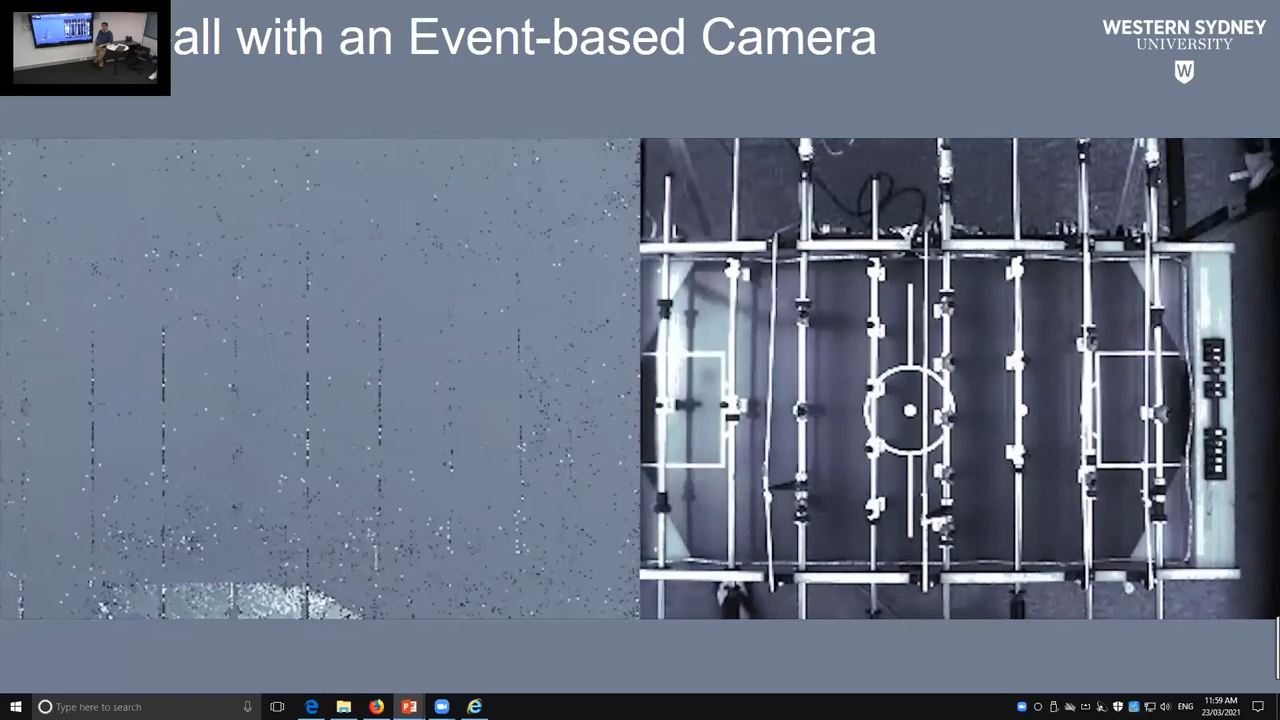 all with an Event-based Camera
WESTERN SYDNEY
UNIVERSITY
W
Type here to search
ENG
11:59 AM
23/03/2021